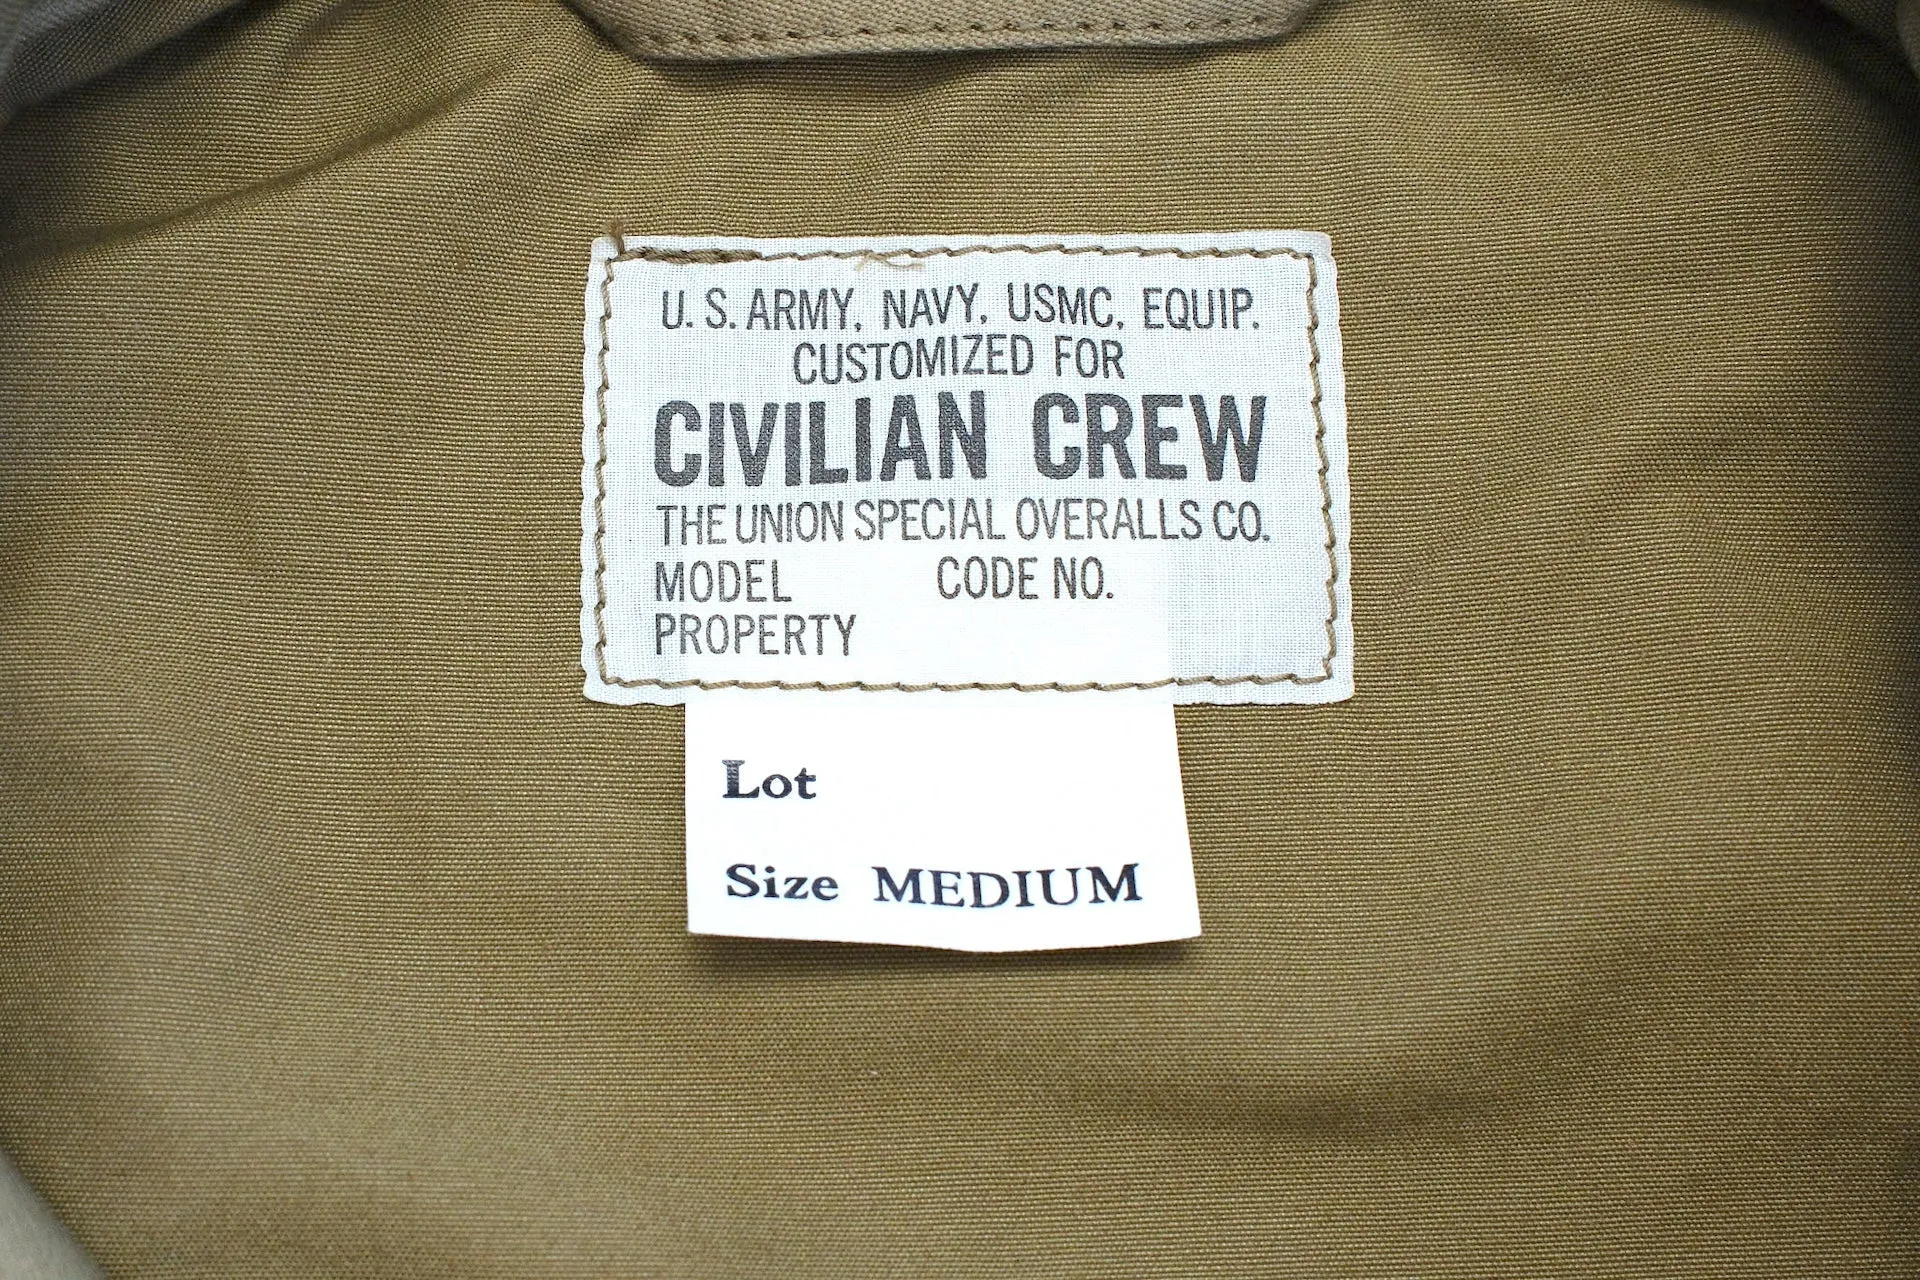 U. S. ARMY, NAVY, USMC, EQUIP.
CUSTOMIZED FOR
CIVILIAN CREW
THE UNION SPECIAL OVERALLS CO.
MODEL CODE NO.
PROPERTY
Lot
Size MEDIUM